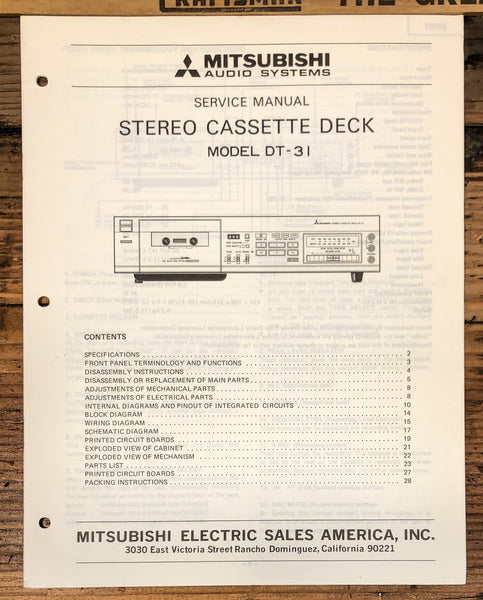 CRAFTSMAN
THE
MITSUBISHI
AUDIO SYSTEMS
SERVICE MANUAL
STEREO CASSETTE DECK
MODEL DT-31
CONTENTS
SPECIFICATIONS 2
FRONT PANEL TERMINOLOGY AND FUNCTIONS 3
DISASSEMBLY INSTRUCTIONS 4
DISASSEMBLY OR REPLACEMENT OF MAIN PARTS 5
ADJUSTMENTS OF MECHANICAL PARTS 8
ADJUSTMENTS OF ELECTRICAL PARTS 8
INTERNAL DIAGRAMS AND PINOUT OF INTEGRATED CIRCUITS 10
BLOCK DIAGRAM 14
WIRING DIAGRAM 15
SCHEMATIC DIAGRAM 17
PRINTED CIRCUIT BOARDS 19
EXPLODED VIEW OF CABINET 21
EXPLODED VIEW OF MECHANISM 22
PARTS LIST 23
PRINTED CIRCUIT BOARDS 27
PACKING INSTRUCTIONS 28
MITSUBISHI ELECTRIC SALES AMERICA, INC.
3030 East Victoria Street Rancho Dominguez, California 90221